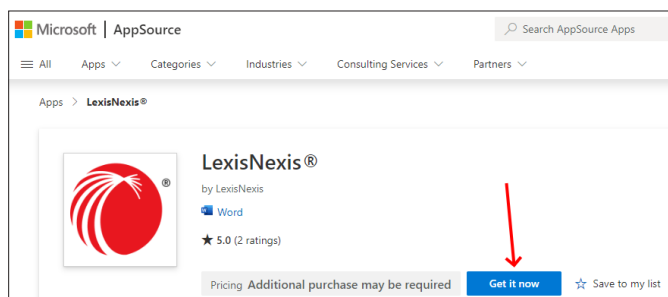 Microsoft | AppSource
Search AppSource Apps
All Apps Categories Industries Consulting Services Partners
Apps > LexisNexis®
®
LexisNexis®
by LexisNexis
Word
★ 5.0 (2 ratings)
Pricing Additional purchase may be required Get it now ☆ Save to my list